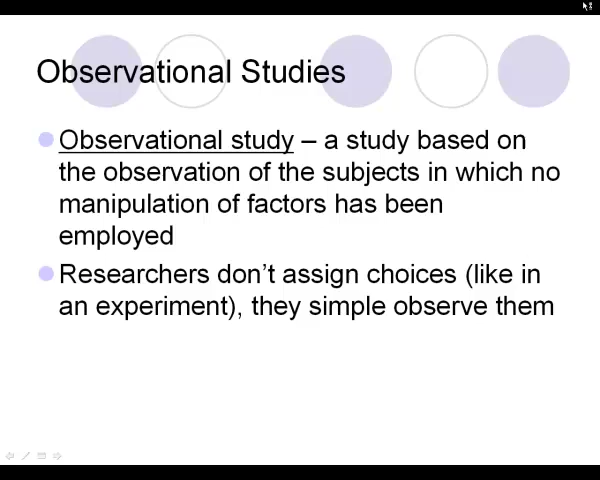 Observational Studies
Observational study – a study based on
the observation of the subjects in which no
manipulation of factors has been
employed
Researchers don’t assign choices (like in
an experiment), they simple observe them